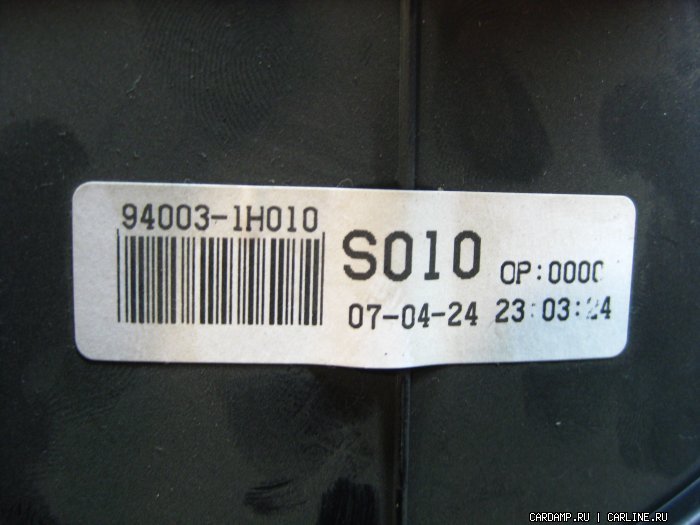 94003-1H010
S010 OP:0000
07-04-24 23:03:24
CARDAMP.RU | CARLINE.RU